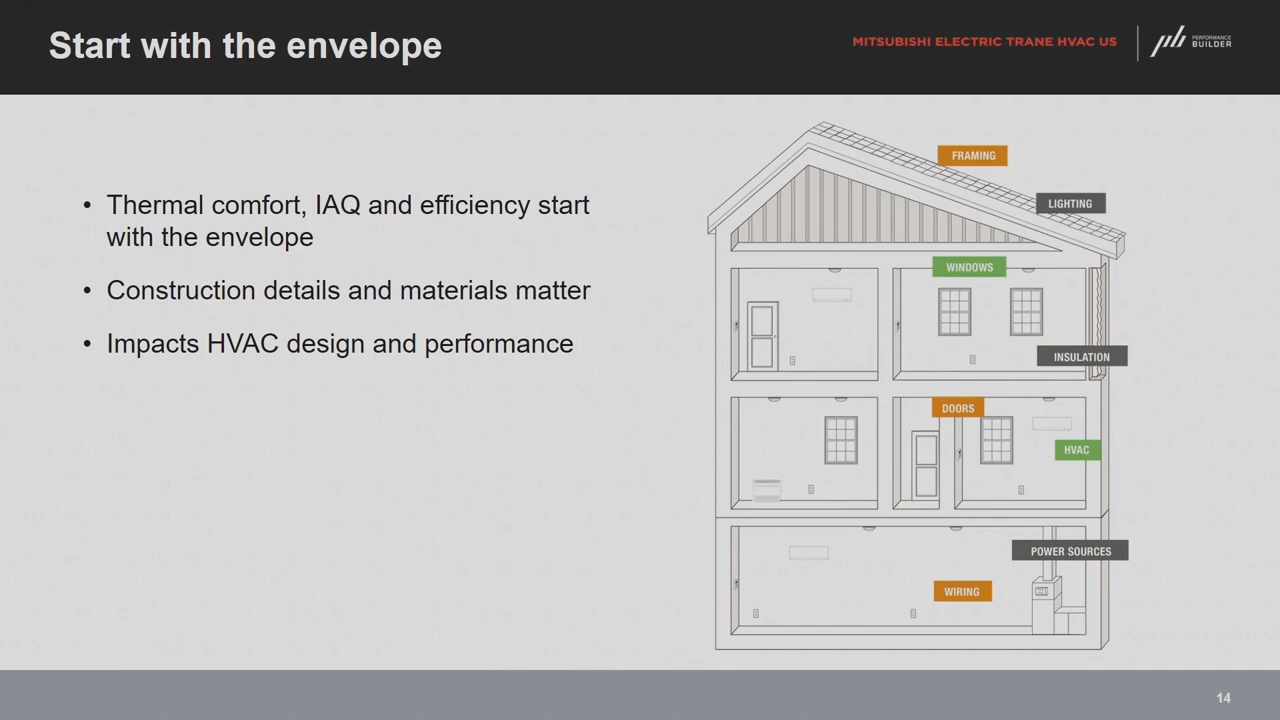 Start with the envelope
MITSUBISHI ELECTRIC TRANE HVAC US
PERFORMANCE
BUILDER
• Thermal comfort, IAQ and efficiency start
with the envelope
• Construction details and materials matter
• Impacts HVAC design and performance
FRAMING
LIGHTING
WINDOWS
INSULATION
DOORS
HVAC
POWER SOURCES
WIRING
14